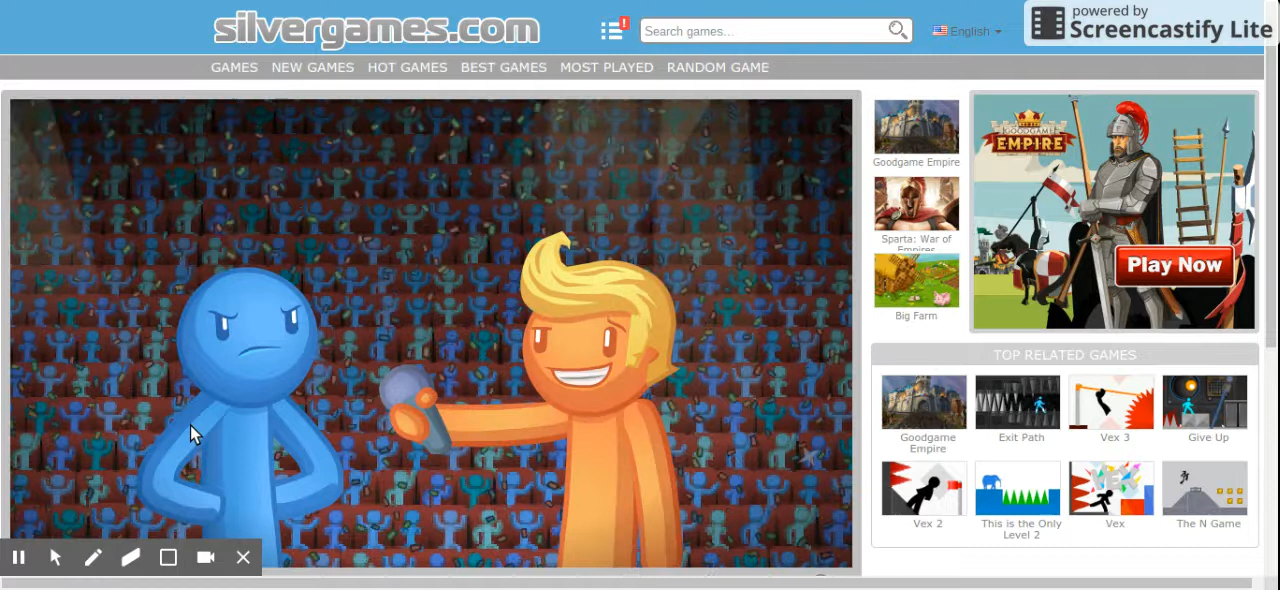 silvergames.com
!
Search games...
English
powered by
Screencastify Lite
GAMES NEW GAMES HOT GAMES BEST GAMES MOST PLAYED RANDOM GAME
Goodgame Empire
Sparta: War of
Empires
Big Farm
GOODGAME
EMPIRE
Play Now
TOP RELATED GAMES
Goodgame
Empire
Exit Path
Vex 3
Give Up
Vex 2
This is the Only
Level 2
Vex
The N Game